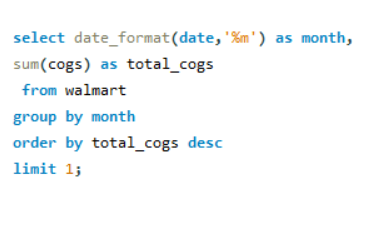 select date_format(date,'%m') as month,
sum(cogs) as total_cogs
from walmart
group by month
order by total_cogs desc
limit 1;